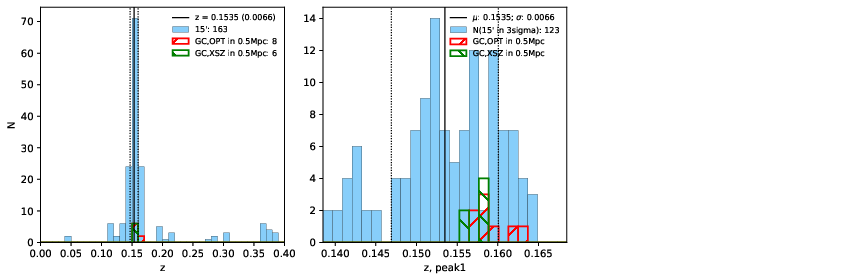 z = 0.1535 (0.0066)
15': 163
GC,OPT in 0.5Mpc: 8
GC,XSZ in 0.5Mpc: 6
N
70
60
50
40
30
20
10
0
0.00 0.05 0.10 0.15 0.20 0.25 0.30 0.35 0.40
z
μ: 0.1535; σ: 0.0066
N(15' in 3sigma): 123
GC,OPT in 0.5Mpc
GC,XSZ in 0.5Mpc
14
12
10
8
6
4
2
0
0.140 0.145 0.150 0.155 0.160 0.165
z, peak1